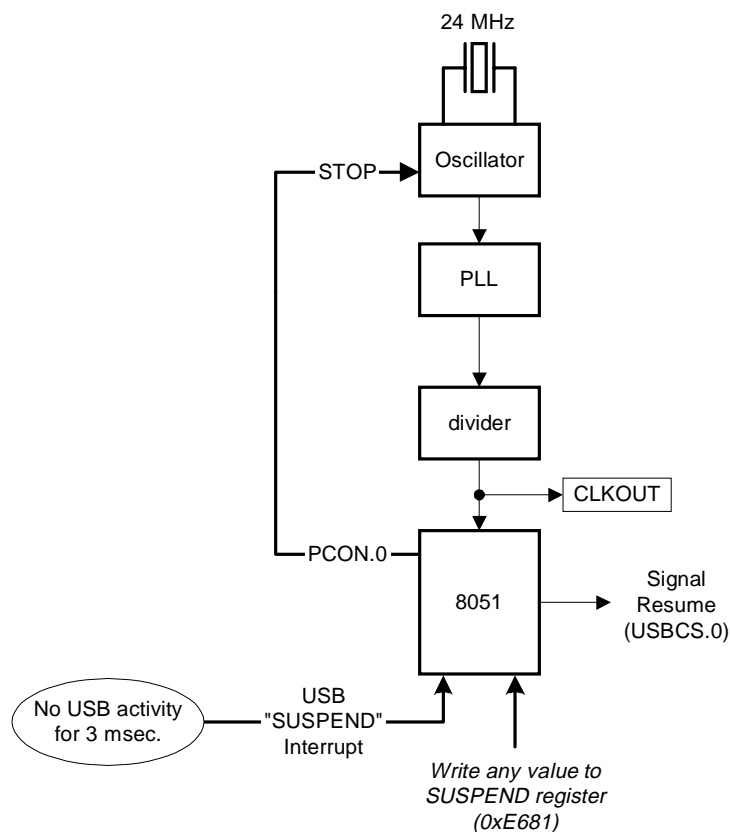 24 MHz
Oscillator
STOP
PLL
divider
CLKOUT
PCON.0
8051
Signal
Resume
(USBCS.0)
No USB activity
for 3 msec.
USB
"SUSPEND"
Interrupt
Write any value to
SUSPEND register
(0xE681)